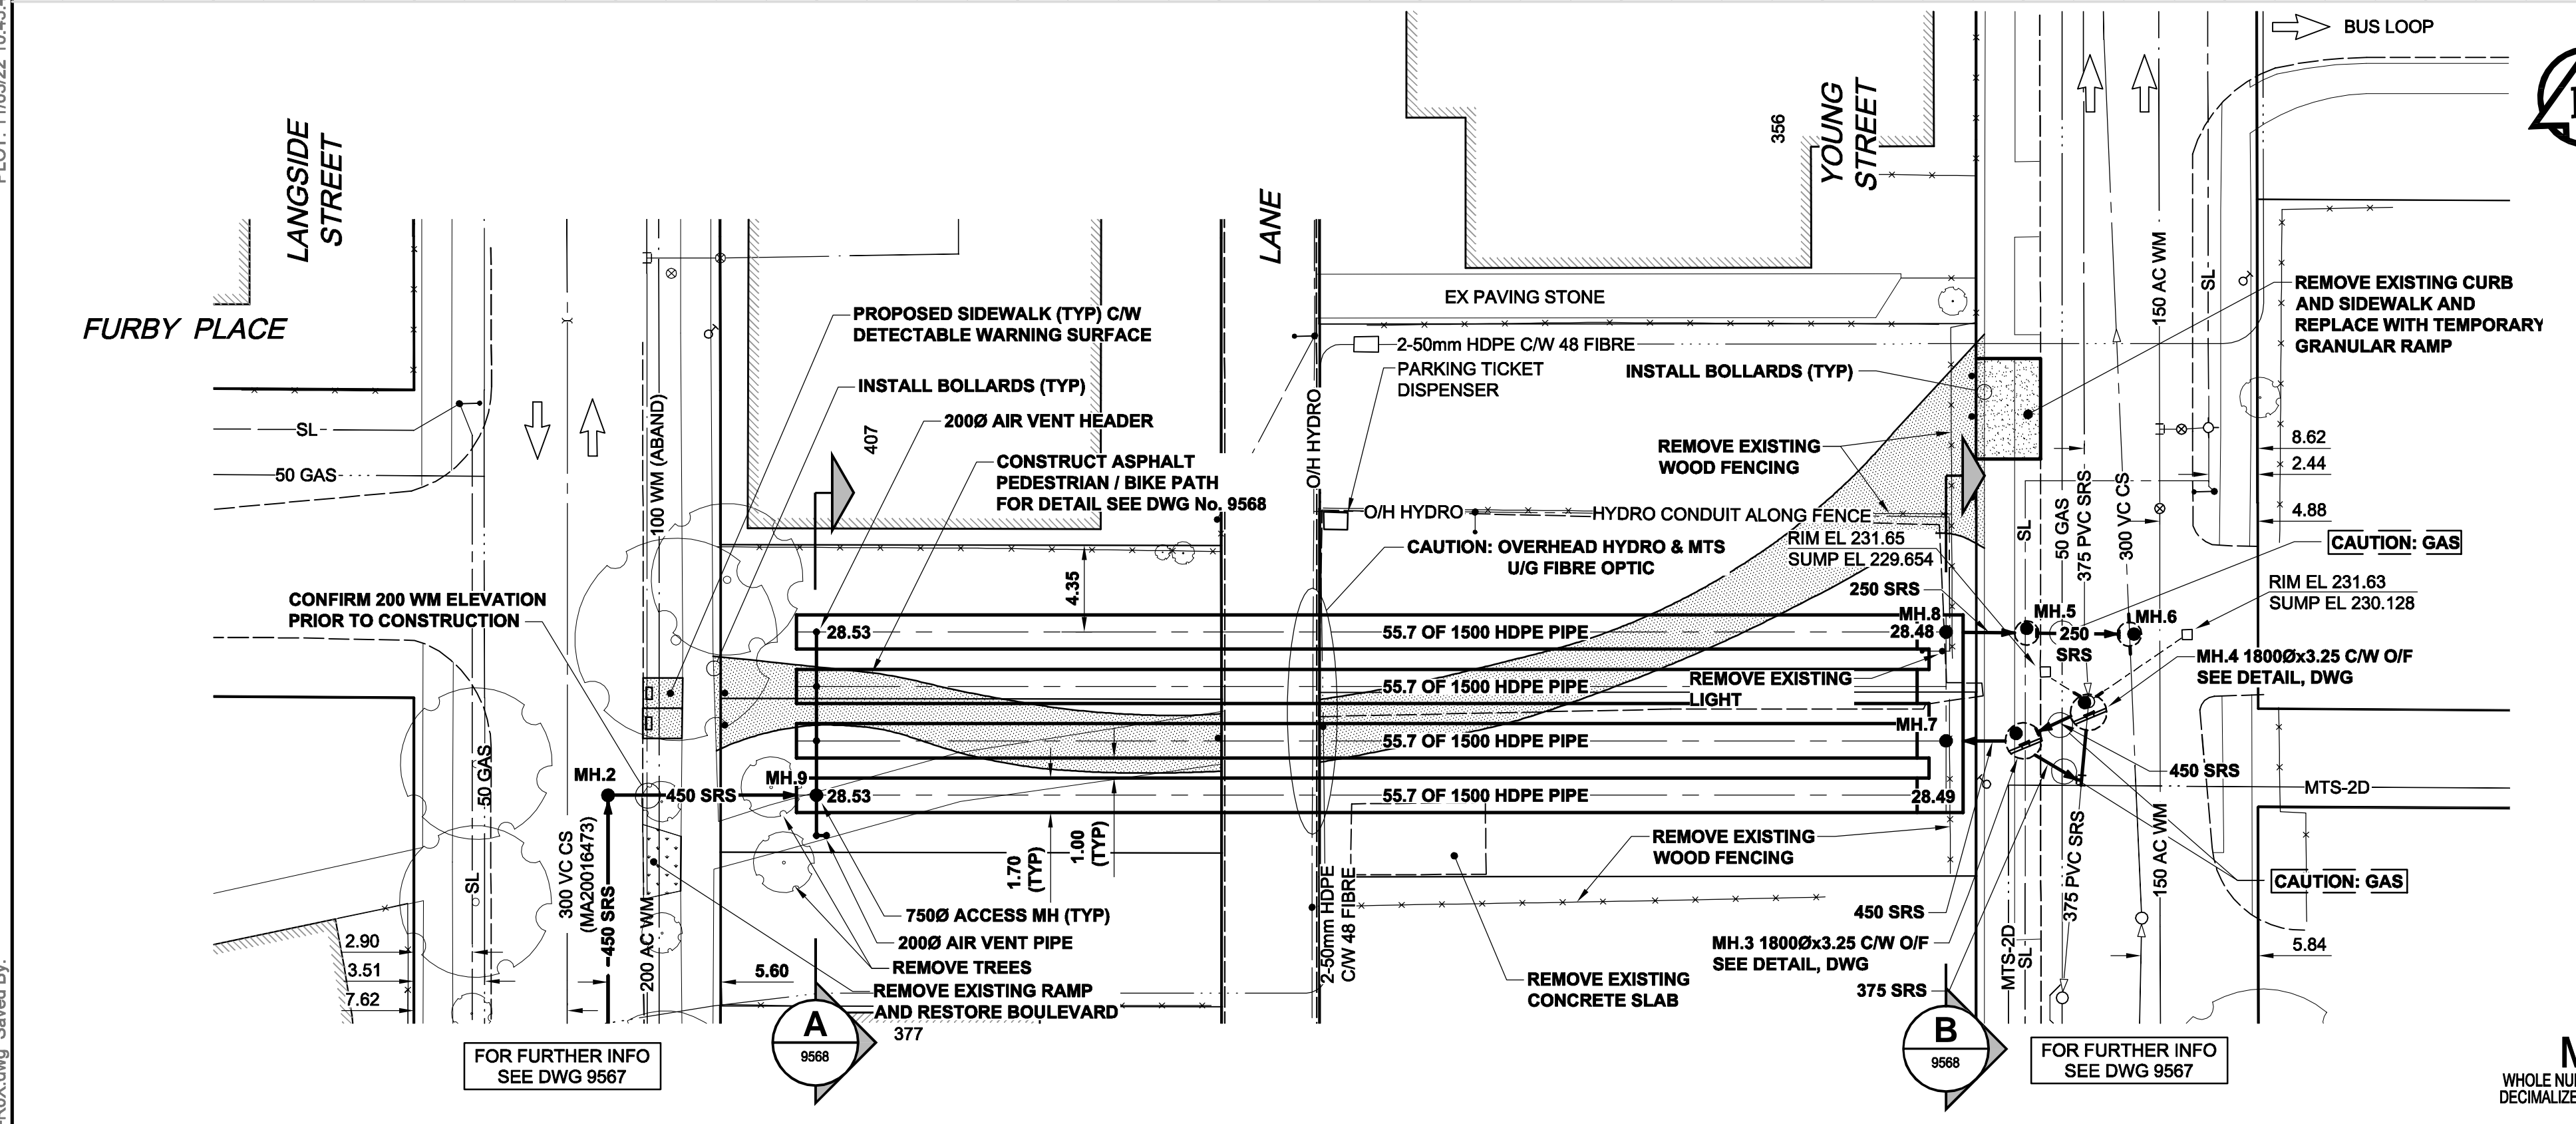 BUS LOOP
LANGSIDE
STREET
FURBY PLACE
LANE
YOUNG
STREET
356
407
377
EX PAVING STONE
PROPOSED SIDEWALK (TYP) C/W
DETECTABLE WARNING SURFACE
INSTALL BOLLARDS (TYP)
200Ø AIR VENT HEADER
CONSTRUCT ASPHALT
PEDESTRIAN / BIKE PATH
FOR DETAIL SEE DWG No. 9568
2-50mm HDPE C/W 48 FIBRE
PARKING TICKET
DISPENSER
INSTALL BOLLARDS (TYP)
REMOVE EXISTING
WOOD FENCING
REMOVE EXISTING CURB
AND SIDEWALK AND
REPLACE WITH TEMPORARY
GRANULAR RAMP
150 AC WM
SL
SL
50 GAS
100 WM (ABAND)
O/H HYDRO
O/H HYDRO
HYDRO CONDUIT ALONG FENCE
CAUTION: OVERHEAD HYDRO & MTS
U/G FIBRE OPTIC
RIM EL 231.65
SUMP EL 229.654
250 SRS
SL
50 GAS
375 PVC SRS
300 VC CS
8.62
2.44
4.88
CAUTION: GAS
RIM EL 231.63
SUMP EL 230.128
CONFIRM 200 WM ELEVATION
PRIOR TO CONSTRUCTION
4.35
28.53
55.7 OF 1500 HDPE PIPE
MH.8
28.48
MH.5
250
SRS
MH.6
MH.4 1800Øx3.25 C/W O/F
SEE DETAIL, DWG
55.7 OF 1500 HDPE PIPE
REMOVE EXISTING
LIGHT
55.7 OF 1500 HDPE PIPE
MH.7
MH.2
450 SRS
MH.9
28.53
55.7 OF 1500 HDPE PIPE
28.49
450 SRS
MTS-2D
50 GAS
SL
300 VC CS
(MA20016473)
450 SRS
200 AC WM
1.70
(TYP)
1.00
(TYP)
REMOVE EXISTING
WOOD FENCING
2-50mm HDPE
C/W 48 FIBRE
375 PVC SRS
150 AC WM
CAUTION: GAS
750Ø ACCESS MH (TYP)
200Ø AIR VENT PIPE
REMOVE TREES
REMOVE EXISTING RAMP
AND RESTORE BOULEVARD
REMOVE EXISTING
CONCRETE SLAB
450 SRS
MH.3 1800Øx3.25 C/W O/F
SEE DETAIL, DWG
375 SRS
MTS-2D
SL
2.90
3.51
7.62
5.60
5.84
A
9568
B
9568
FOR FURTHER INFO
SEE DWG 9567
FOR FURTHER INFO
SEE DWG 9567
WHOLE